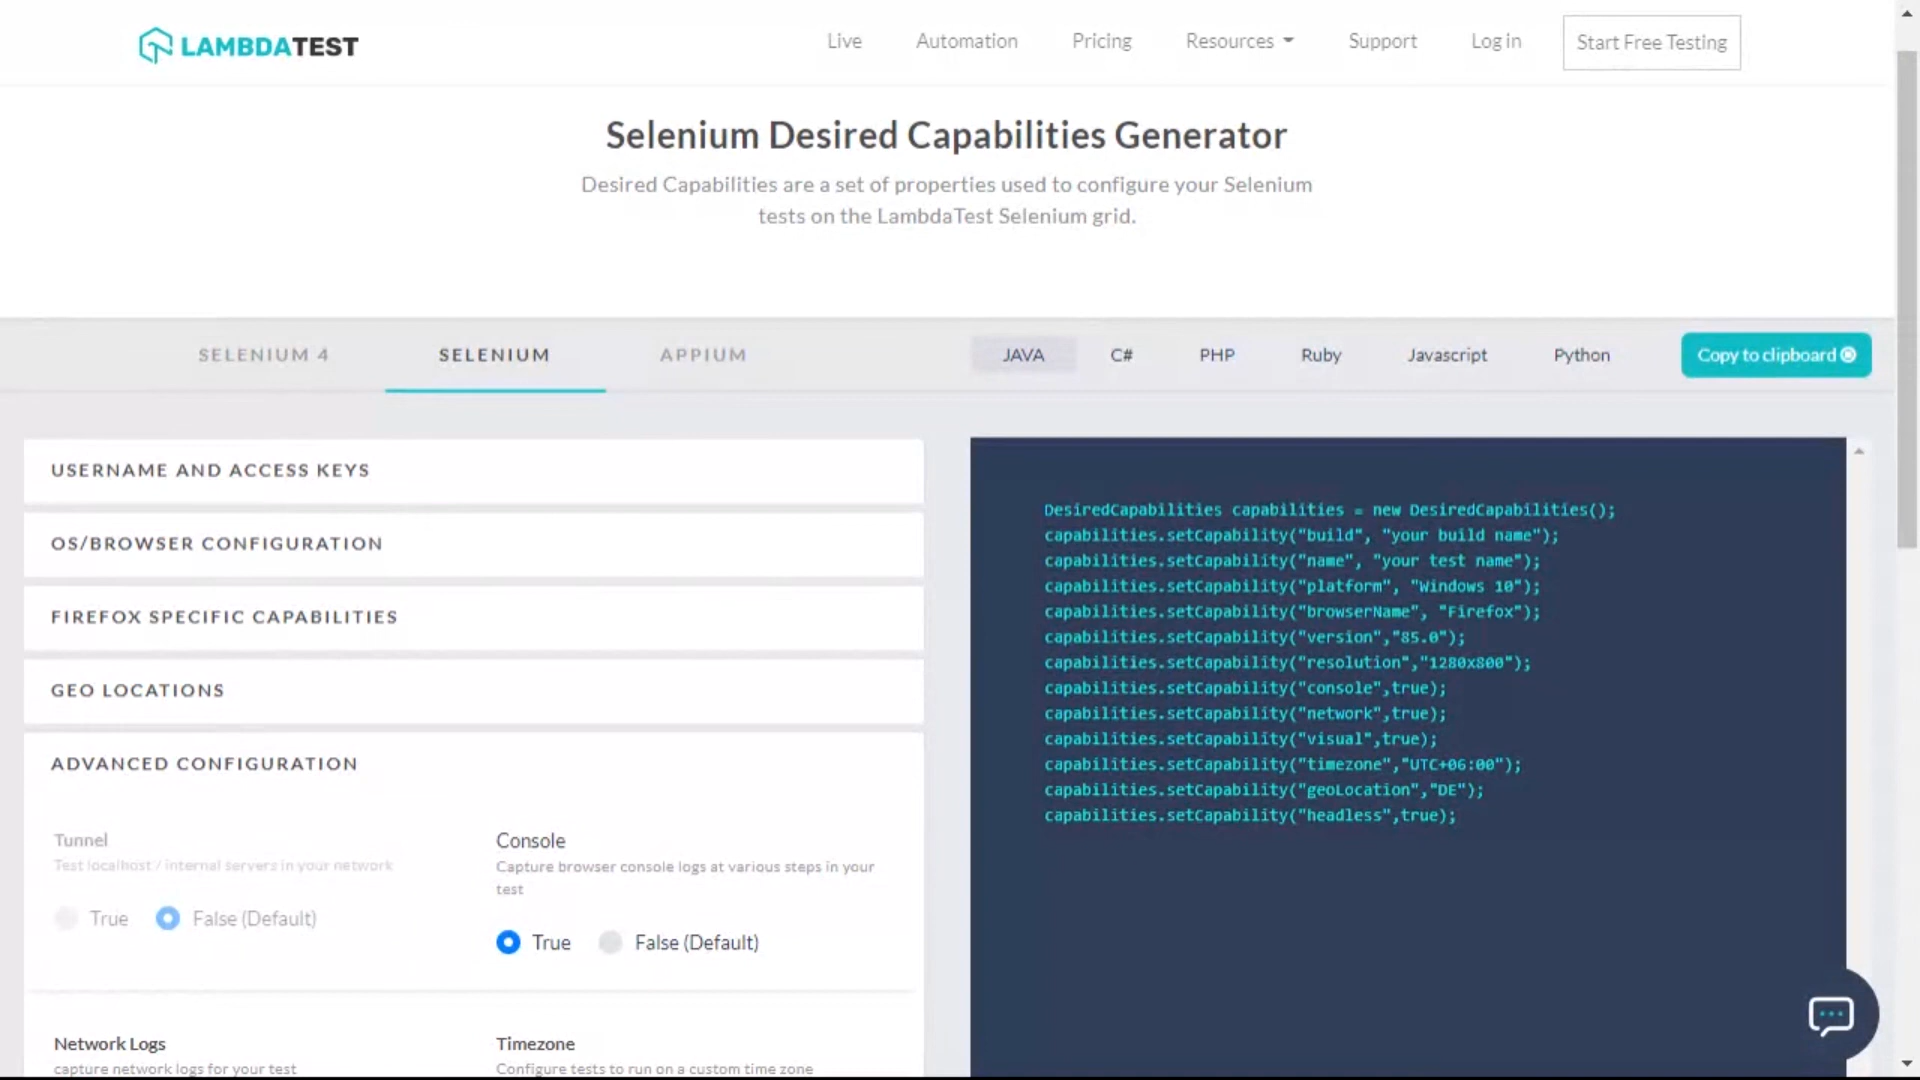 LAMBDATEST
Live
Automation
Pricing
Resources
Support
Log in
Start Free Testing
Selenium Desired Capabilities Generator
Desired Capabilities are a set of properties used to configure your Selenium
tests on the LambdaTest Selenium grid.
SELENIUM 4
SELENIUM
APPIUM
JAVA
C#
PHP
Ruby
Javascript
Python
Copy to clipboard
USERNAME AND ACCESS KEYS
OS/BROWSER CONFIGURATION
FIREFOX SPECIFIC CAPABILITIES
GEO LOCATIONS
ADVANCED CONFIGURATION
Tunnel
Test localhost / internal servers in your network
True
False (Default)
Console
Capture browser console logs at various steps in your
test
True
False (Default)
Network Logs
capture network logs for your test
Timezone
Configure tests to run on a custom time zone
DesiredCapabilities capabilities = new DesiredCapabilities();
capabilities.setCapability("build", "your build name");
capabilities.setCapability("name", "your test name");
capabilities.setCapability("platform", "Windows 10");
capabilities.setCapability("browserName", "Firefox");
capabilities.setCapability("version","85.0");
capabilities.setCapability("resolution","1280x800");
capabilities.setCapability("console",true);
capabilities.setCapability("network",true);
capabilities.setCapability("visual",true);
capabilities.setCapability("timezone","UTC+06:00");
capabilities.setCapability("geoLocation","DE");
capabilities.setCapability("headless",true);